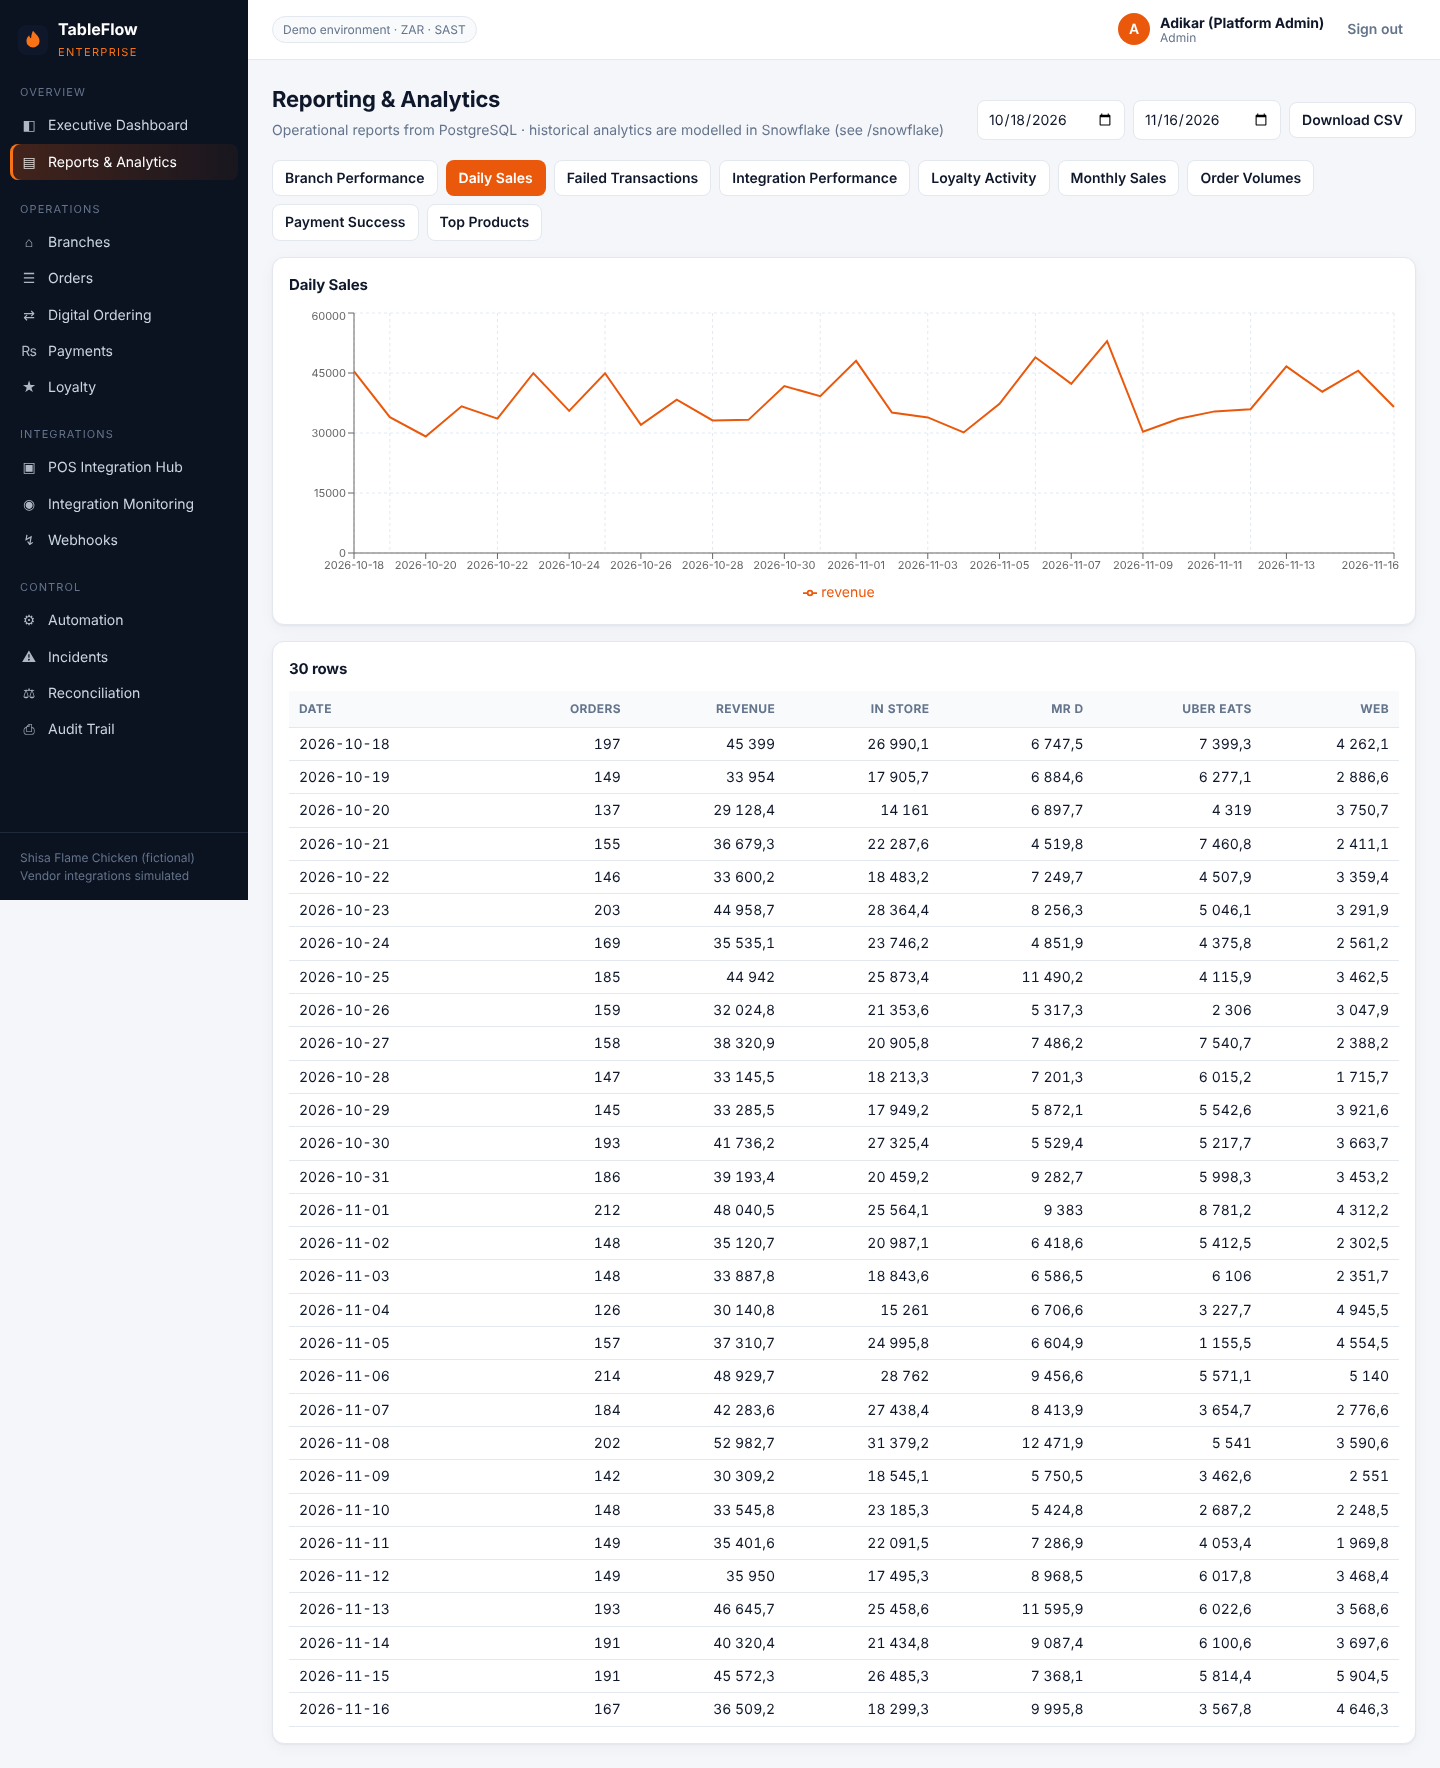 TableFlow
ENTERPRISE
OVERVIEW
Executive Dashboard
Reports & Analytics
OPERATIONS
Branches
Orders
Digital Ordering
Rs Payments
Loyalty
INTEGRATIONS
POS Integration Hub
Integration Monitoring
Webhooks
CONTROL
Automation
Incidents
Reconciliation
Audit Trail
Shisa Flame Chicken (fictional)
Vendor integrations simulated
Demo environment · ZAR · SAST
A
Adikar (Platform Admin)
Admin
Sign out
Reporting & Analytics
Operational reports from PostgreSQL · historical analytics are modelled in Snowflake (see /snowflake)
10/18/2026 11/16/2026 Download CSV
Branch Performance Daily Sales Failed Transactions Integration Performance Loyalty Activity Monthly Sales Order Volumes
Payment Success Top Products
Daily Sales
60000
45000
30000
15000
0
2026-10-18 2026-10-20 2026-10-22 2026-10-24 2026-10-26 2026-10-28 2026-10-30 2026-11-01 2026-11-03 2026-11-05 2026-11-07 2026-11-09 2026-11-11 2026-11-13 2026-11-16
revenue
30 rows
DATE ORDERS REVENUE IN STORE MR D UBER EATS WEB
2026-10-18 197 45 399 26 990,1 6 747,5 7 399,3 4 262,1
2026-10-19 149 33 954 17 905,7 6 884,6 6 277,1 2 886,6
2026-10-20 137 29 128,4 14 161 6 897,7 4 319 3 750,7
2026-10-21 155 36 679,3 22 287,6 4 519,8 7 460,8 2 411,1
2026-10-22 146 33 600,2 18 483,2 7 249,7 4 507,9 3 359,4
2026-10-23 203 44 958,7 28 364,4 8 256,3 5 046,1 3 291,9
2026-10-24 169 35 535,1 23 746,2 4 851,9 4 375,8 2 561,2
2026-10-25 185 44 942 25 873,4 11 490,2 4 115,9 3 462,5
2026-10-26 159 32 024,8 21 353,6 5 317,3 2 306 3 047,9
2026-10-27 158 38 320,9 20 905,8 7 486,2 7 540,7 2 388,2
2026-10-28 147 33 145,5 18 213,3 7 201,3 6 015,2 1 715,7
2026-10-29 145 33 285,5 17 949,2 5 872,1 5 542,6 3 921,6
2026-10-30 193 41 736,2 27 325,4 5 529,4 5 217,7 3 663,7
2026-10-31 186 39 193,4 20 459,2 9 282,7 5 998,3 3 453,2
2026-11-01 212 48 040,5 25 564,1 9 383 8 781,2 4 312,2
2026-11-02 148 35 120,7 20 987,1 6 418,6 5 412,5 2 302,5
2026-11-03 148 33 887,8 18 843,6 6 586,5 6 106 2 351,7
2026-11-04 126 30 140,8 15 261 6 706,6 3 227,7 4 945,5
2026-11-05 157 37 310,7 24 995,8 6 604,9 1 155,5 4 554,5
2026-11-06 214 48 929,7 28 762 9 456,6 5 571,1 5 140
2026-11-07 184 42 283,6 27 438,4 8 413,9 3 654,7 2 776,6
2026-11-08 202 52 982,7 31 379,2 12 471,9 5 541 3 590,6
2026-11-09 142 30 309,2 18 545,1 5 750,5 3 462,6 2 551
2026-11-10 148 33 545,8 23 185,3 5 424,8 2 687,2 2 248,5
2026-11-11 149 35 401,6 22 091,5 7 286,9 4 053,4 1 969,8
2026-11-12 149 35 950 17 495,3 8 968,5 6 017,8 3 468,4
2026-11-13 193 46 645,7 25 458,6 11 595,9 6 022,6 3 568,6
2026-11-14 191 40 320,4 21 434,8 9 087,4 6 100,6 3 697,6
2026-11-15 191 45 572,3 26 485,3 7 368,1 5 814,4 5 904,5
2026-11-16 167 36 509,2 18 299,3 9 995,8 3 567,8 4 646,3